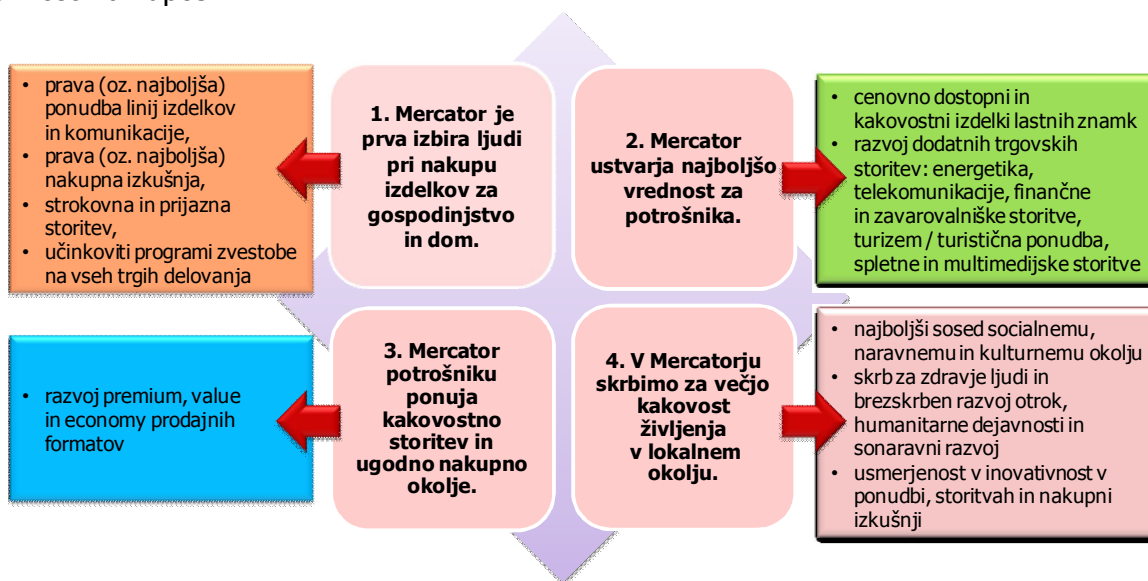 • prava (oz. najboljša)
ponudba linij izdelkov
in komunikacije,
• prava (oz. najboljša)
nakupna izkušnja,
• strokovna in prijazna
storitev,
• učinkoviti programi zvestobe
na vseh trgih delovanja
1. Mercator je
prva izbira ljudi
pri nakupu
izdelkov za
gospodinjstvo
in dom.
2. Mercator
ustvarja najboljšo
vrednost za
potrošnika.
• cenovno dostopni in
kakovostni izdelki lastnih znamk
• razvoj dodatnih trgovskih
storitev: energetika,
telekomunikacije, finančne
in zavarovalniške storitve,
turizem / turistična ponudba,
spletne in multimedijske storitve
• razvoj premium, value
in economy prodajnih
formatov
3. Mercator
potrošniku
ponuja
kakovostno
storitev in
ugodno nakupno
okolje.
4. V Mercatorju
skrbimo za večjo
kakovost
življenja
v lokalnem
okolju.
• najboljši sosed socialnemu,
naravnemu in kulturnemu okolju
• skrb za zdravje ljudi in
brezskrben razvoj otrok,
humanitarne dejavnosti in
sonaravni razvoj
• usmerjenost v inovativnost v
ponudbi, storitvah in nakupni
izkušnji